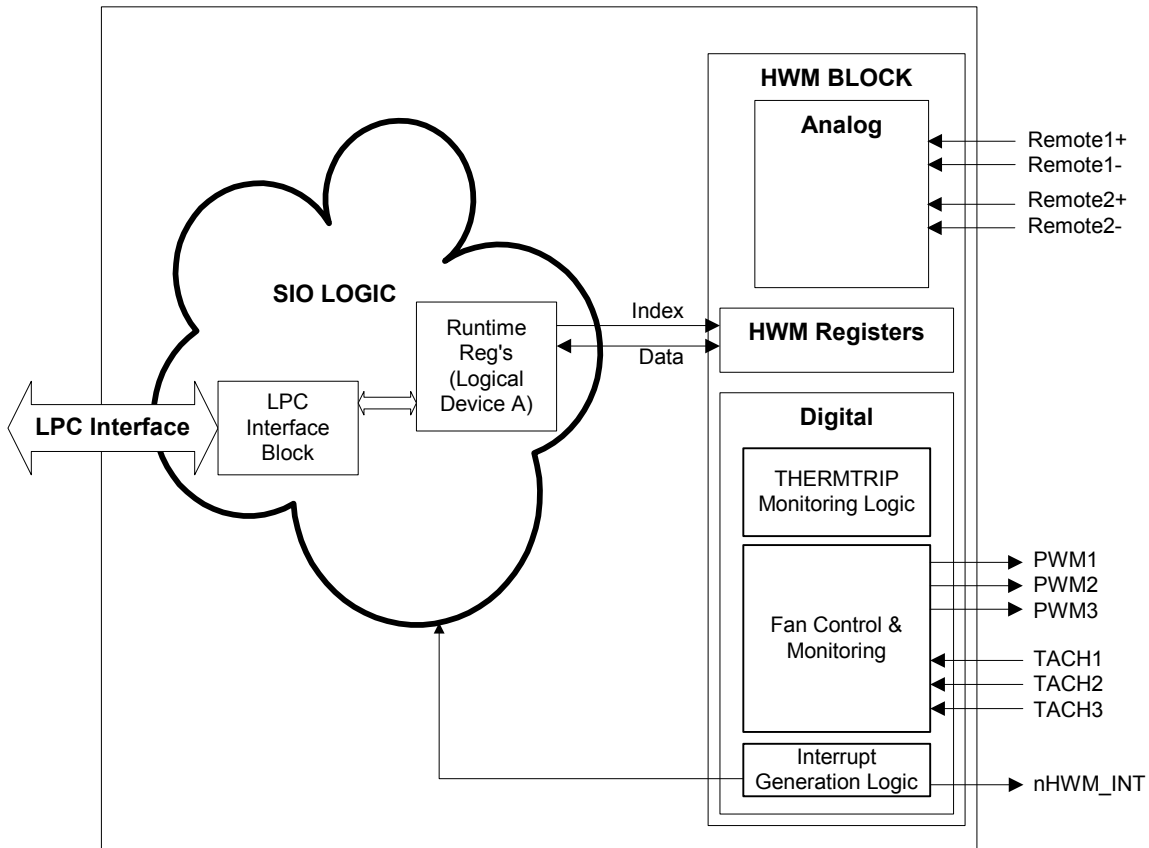 HWM BLOCK
Analog
Remote1+
Remote1-
Remote2+
Remote2-
SIO LOGIC
Runtime
Reg's
(Logical
Device A)
Index
Data
HWM Registers
LPC Interface
LPC
Interface
Block
Digital
THERMTRIP
Monitoring Logic
Fan Control &
Monitoring
PWM1
PWM2
PWM3
TACH1
TACH2
TACH3
Interrupt
Generation Logic
nHWM_INT